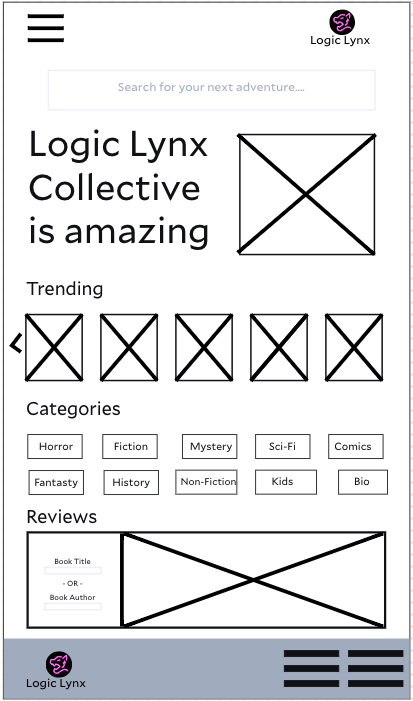 Logic Lynx
Search for your next adventure....
Logic Lynx
Collective
is amazing
Trending
Categories
Horror
Fiction
Mystery
Sci-Fi
Comics
Fantasty
History
Non-Fiction
Kids
Bio
Reviews
Book Title
- OR -
Book Author
Logic Lynx